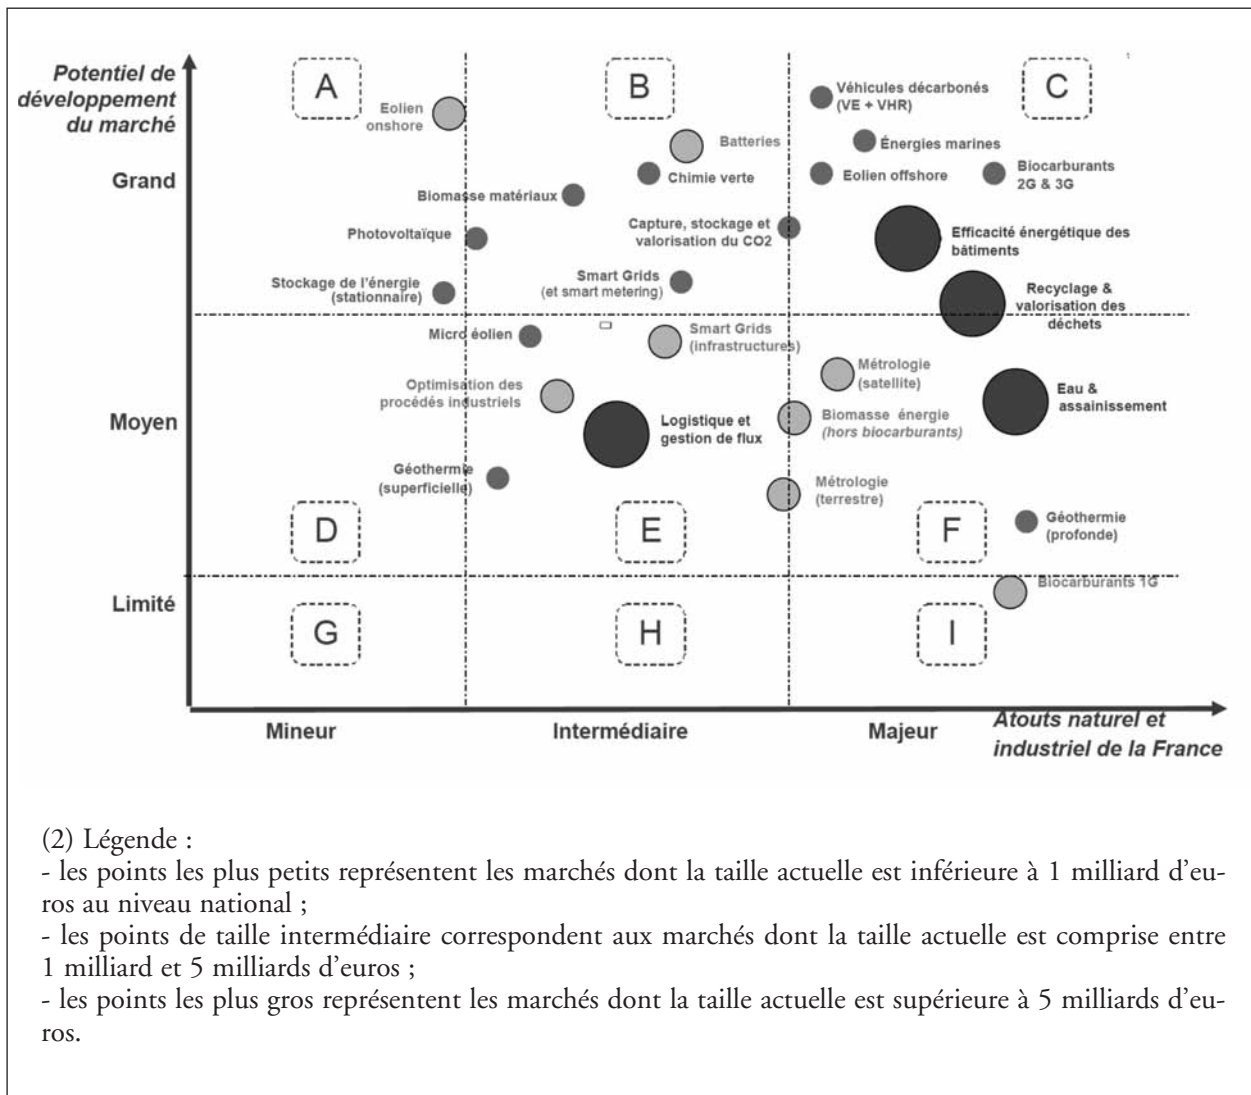 Potentiel de
développement
du marché
A
B
C
Eolien
onshore
Véhicules décarbonés
(VE + VHR)
Batteries
Énergies marines
Grand
Chimie verte
Eolien offshore
Biocarburants
2G & 3G
Biomasse matériaux
Photovoltaïque
Capture, stockage et
valorisation du CO2
Efficacité énergétique des
bâtiments
Stockage de l'énergie
(stationnaire)
Smart Grids
(et smart metering)
Recyclage &
valorisation des
déchets
Micro éolien
Smart Grids
(infrastructures)
Métrologie
(satellite)
Optimisation des
procédés industriels
Eau &
assainissement
Moyen
Logistique et
gestion de flux
Biomasse énergie
(hors biocarburants)
Géothermie
(superficielle)
Métrologie
(terrestre)
D
E
F
Géothermie
(profonde)
Biocarburants 1G
Limité
G
H
I
Mineur
Intermédiaire
Majeur
Atouts naturel et
industriel de la France
(2) Légende :
- les points les plus petits représentent les marchés dont la taille actuelle est inférieure à 1 milliard d'eu-
ros au niveau national ;
- les points de taille intermédiaire correspondent aux marchés dont la taille actuelle est comprise entre
1 milliard et 5 milliards d'euros ;
- les points les plus gros représentent les marchés dont la taille actuelle est supérieure à 5 milliards d'eu-
ros.